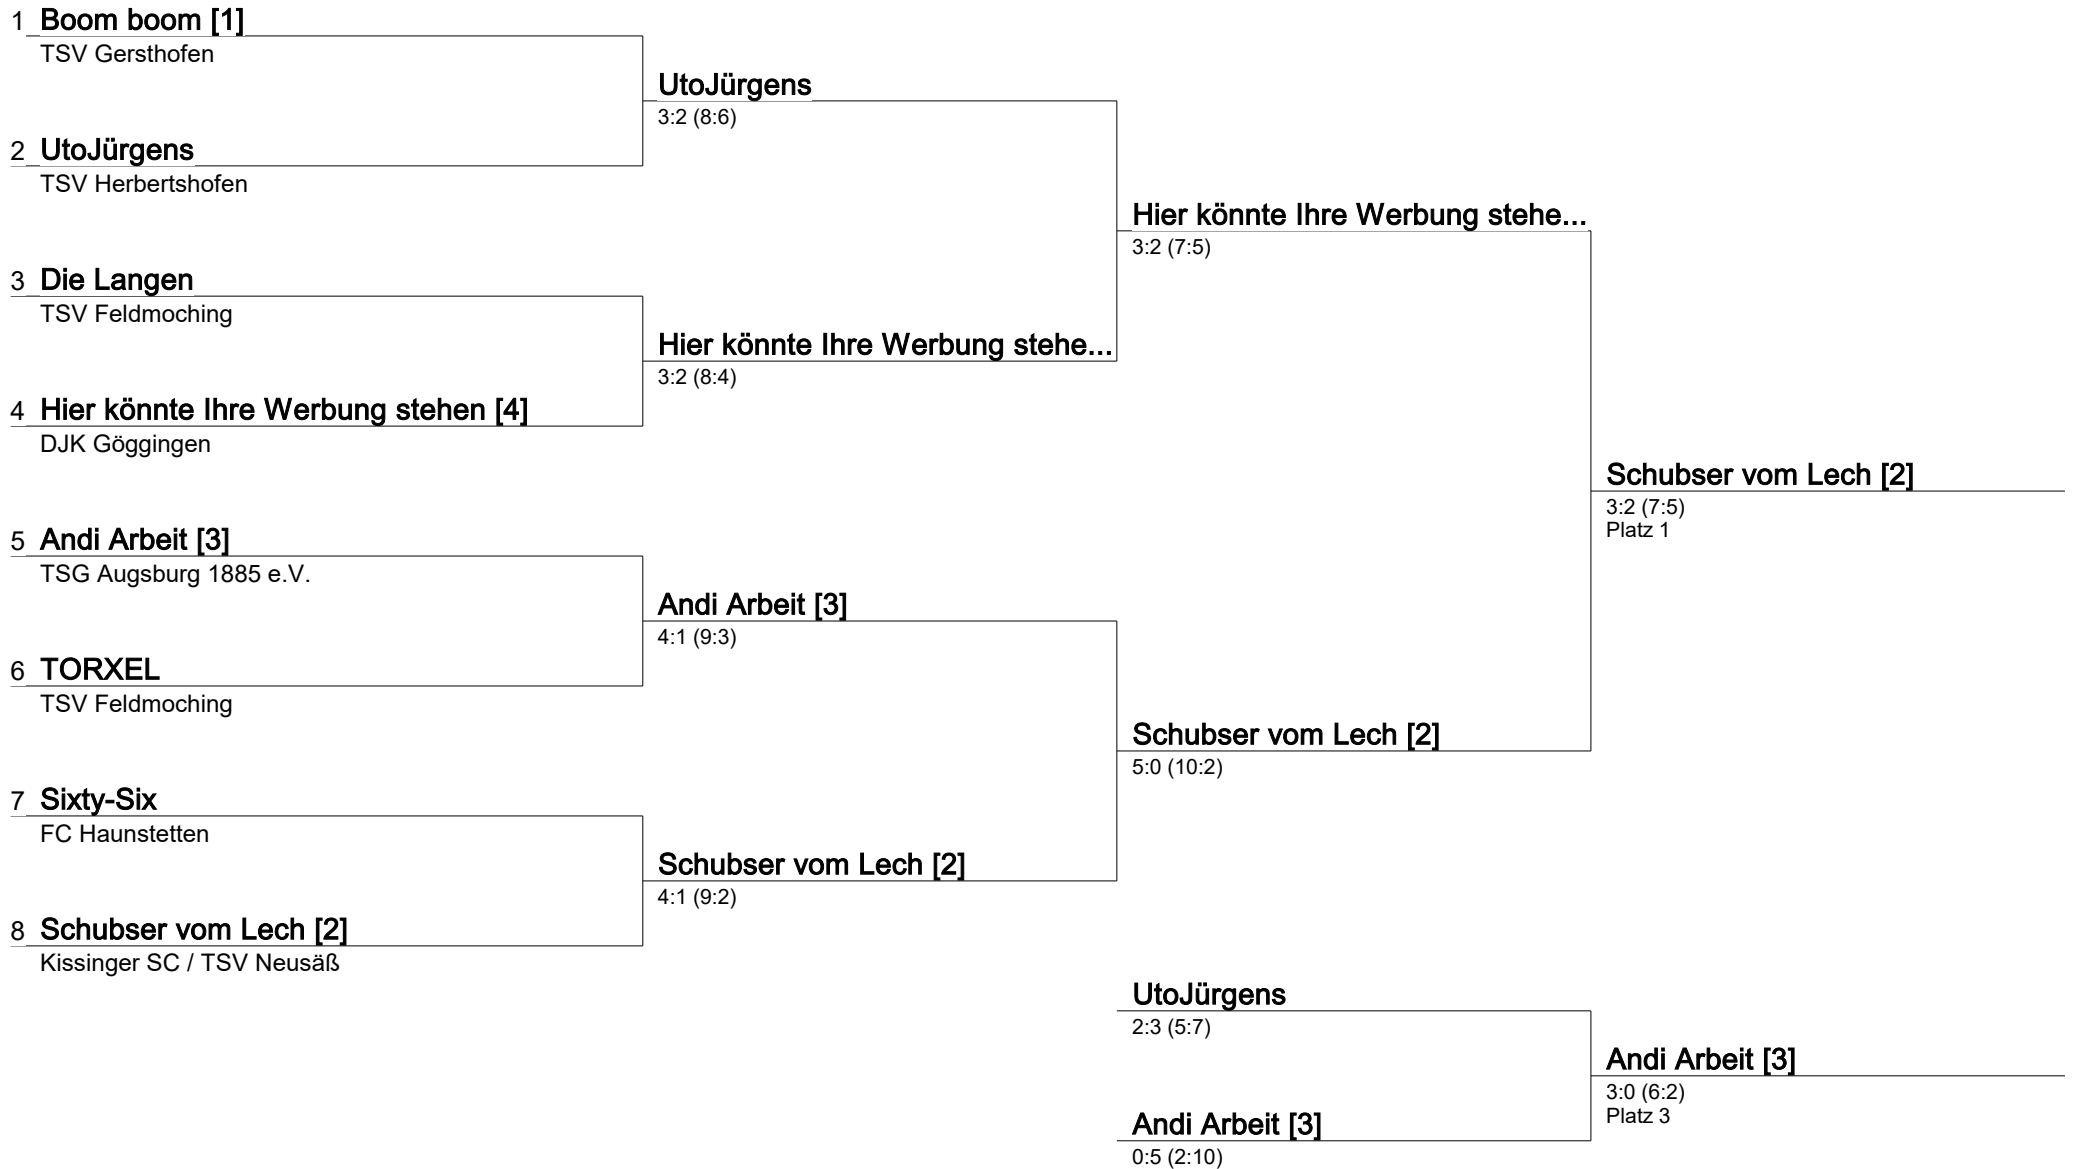 1 Boom boom [1]
TSV Gersthofen
UtoJürgens
3:2 (8:6)
2 UtoJürgens
TSV Herbertshofen
Hier könnte Ihre Werbung stehe...
3:2 (7:5)
3 Die Langen
TSV Feldmoching
Hier könnte Ihre Werbung stehe...
3:2 (8:4)
4 Hier könnte Ihre Werbung stehen [4]
DJK Göggingen
Schubser vom Lech [2]
3:2 (7:5)
Platz 1
5 Andi Arbeit [3]
TSG Augsburg 1885 e.V.
Andi Arbeit [3]
4:1 (9:3)
6 TORXEL
TSV Feldmoching
Schubser vom Lech [2]
5:0 (10:2)
7 Sixty-Six
FC Haunstetten
Schubser vom Lech [2]
4:1 (9:2)
8 Schubser vom Lech [2]
Kissinger SC / TSV Neusäß
UtoJürgens
2:3 (5:7)
Andi Arbeit [3]
3:0 (6:2)
Platz 3
Andi Arbeit [3]
0:5 (2:10)